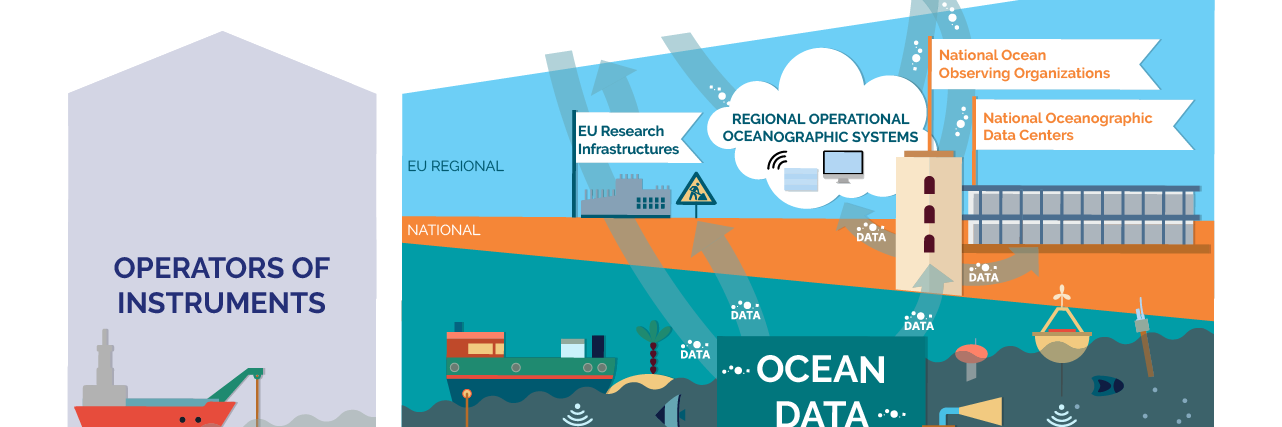 National Ocean
Observing Organizations
National Oceanographic
Data Centers
REGIONAL OPERATIONAL
OCEANOGRAPHIC SYSTEMS
EU Research
Infrastructures
EU REGIONAL
NATIONAL
DATA
DATA
OPERATORS OF
INSTRUMENTS
DATA
DATA
DATA
OCEAN
DATA